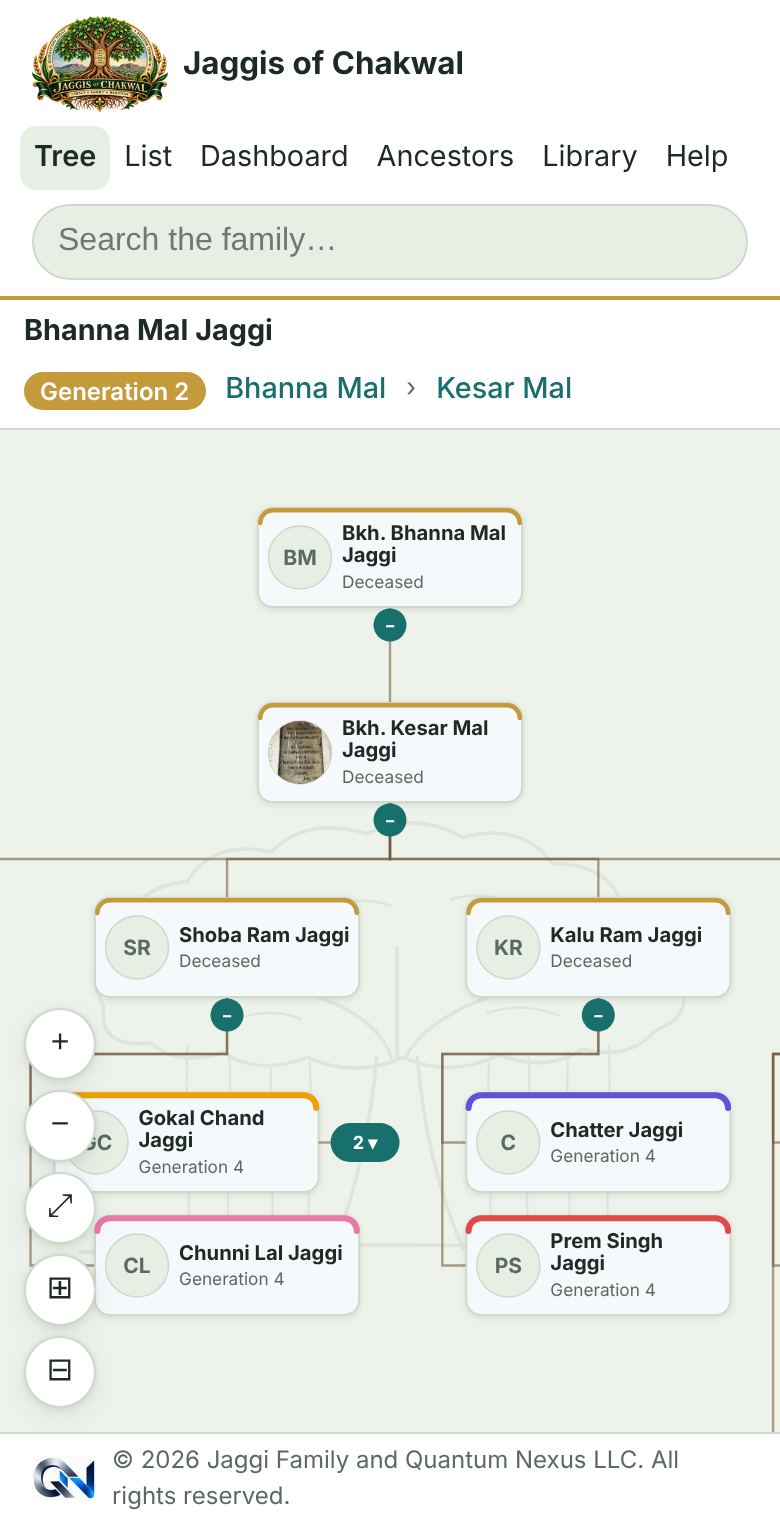 JAGGIS OF CHAKWAL
Jaggis of Chakwal
Tree List Dashboard Ancestors Library Help
Search the family…
Bhanna Mal Jaggi
Generation 2 Bhanna Mal › Kesar Mal
BM
Bkh. Bhanna Mal
Jaggi
Deceased
−
Bkh. Kesar Mal
Jaggi
Deceased
−
SR
Shoba Ram Jaggi
Deceased
−
KR
Kalu Ram Jaggi
Deceased
−
+
−
GC
Gokal Chand
Jaggi
Generation 4
2 ▾
C
Chatter Jaggi
Generation 4
CL
Chunni Lal Jaggi
Generation 4
PS
Prem Singh
Jaggi
Generation 4
QN
© 2026 Jaggi Family and Quantum Nexus LLC. All
rights reserved.